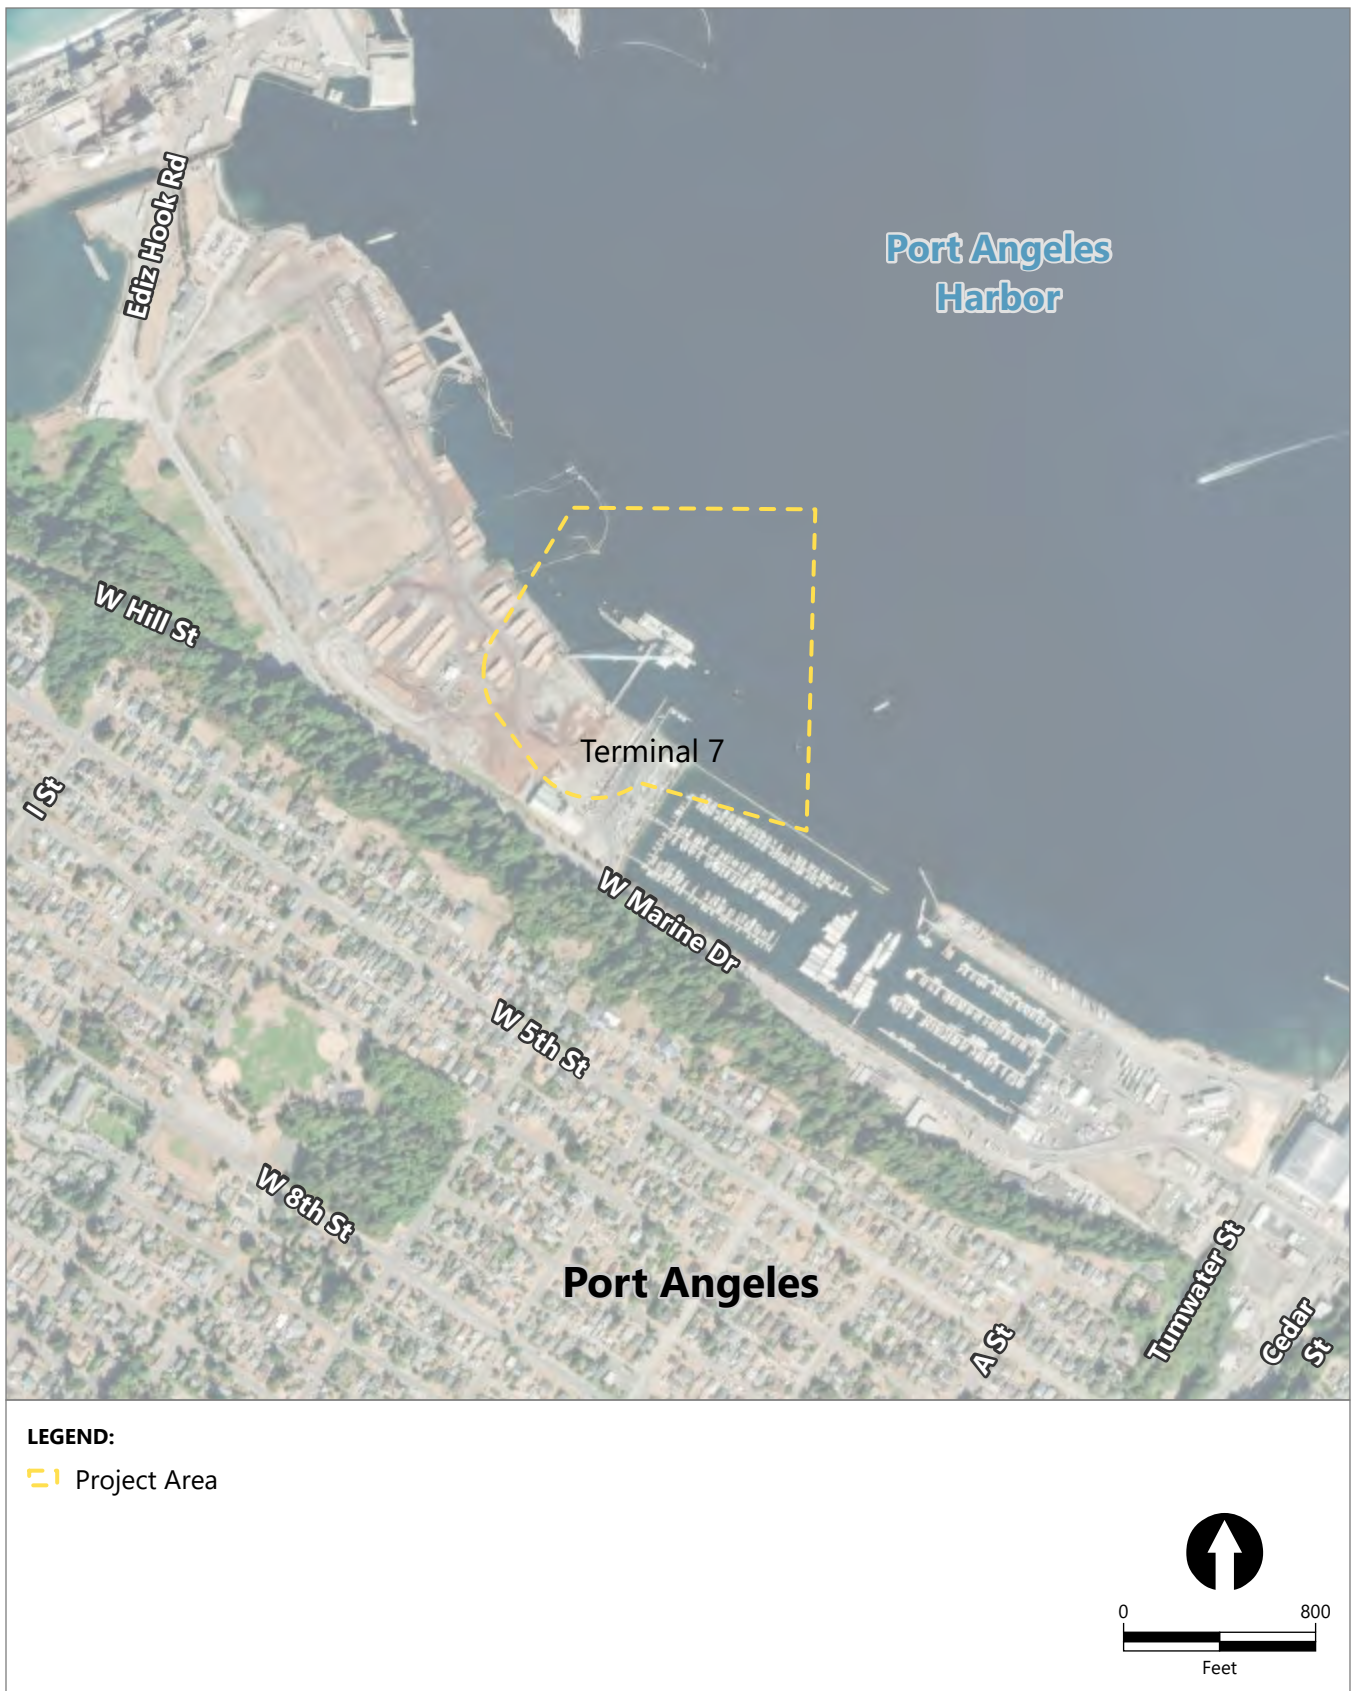 Ediz Hook Rd
Port Angeles
Harbor
W Hill St
Terminal 7
I St
W Marine Dr
W 5th St
W 8th St
Port Angeles
Tumwater St
A St
Cedar
St
LEGEND:
Project Area
0 800
Feet